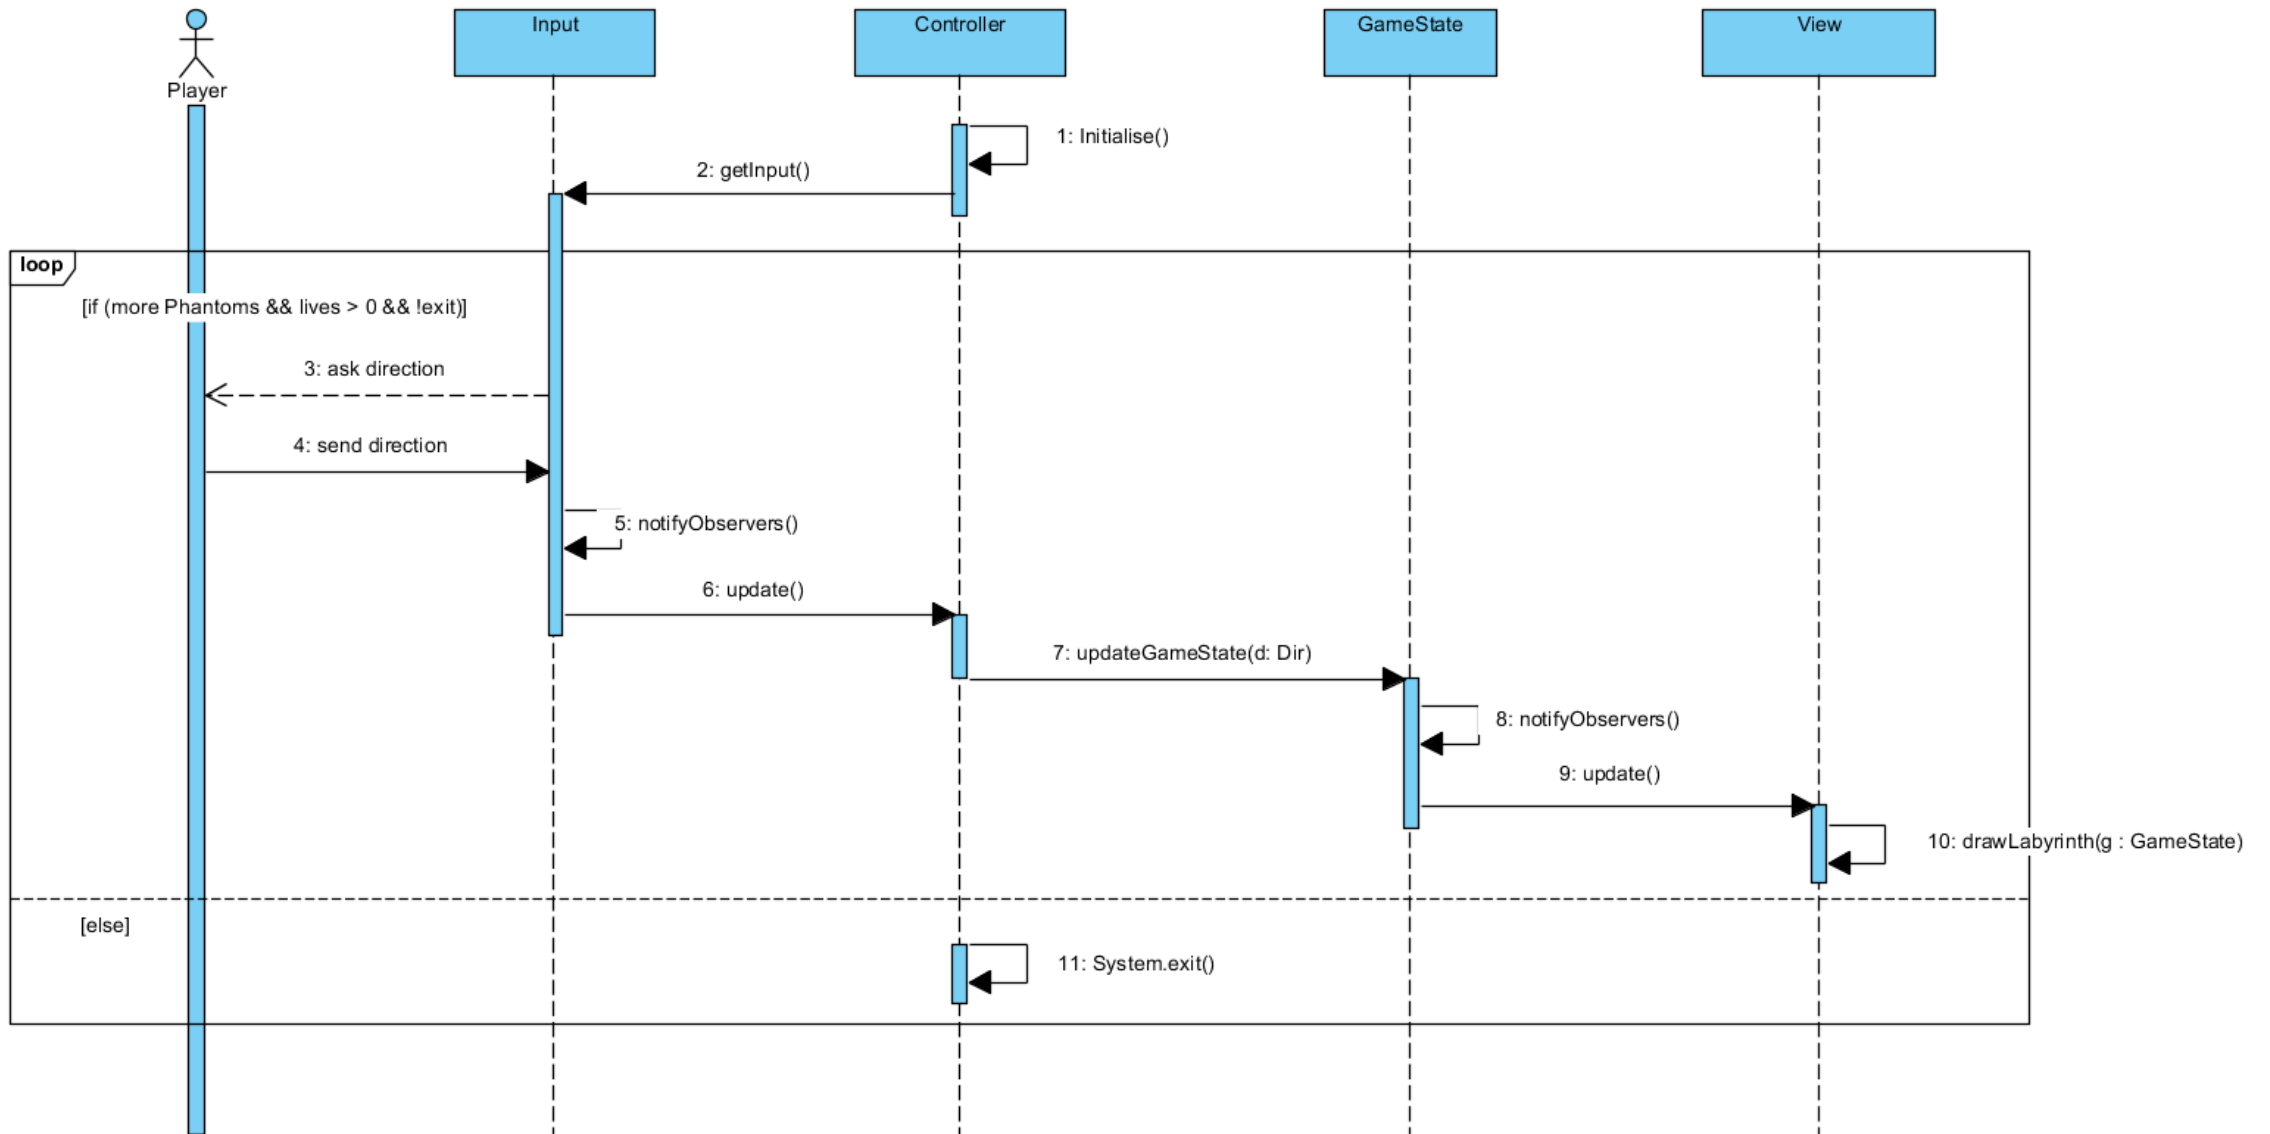 Input
Controller
GameState
View
Player
1: Initialise()
2: getInput()
loop
[if (more Phantoms && lives > 0 && !exit)]
3: ask direction
4: send direction
5: notifyObservers()
6: update()
7: updateGameState(d: Dir)
8: notifyObservers()
9: update()
10: drawLabyrinth(g : GameState)
[else]
11: System.exit()